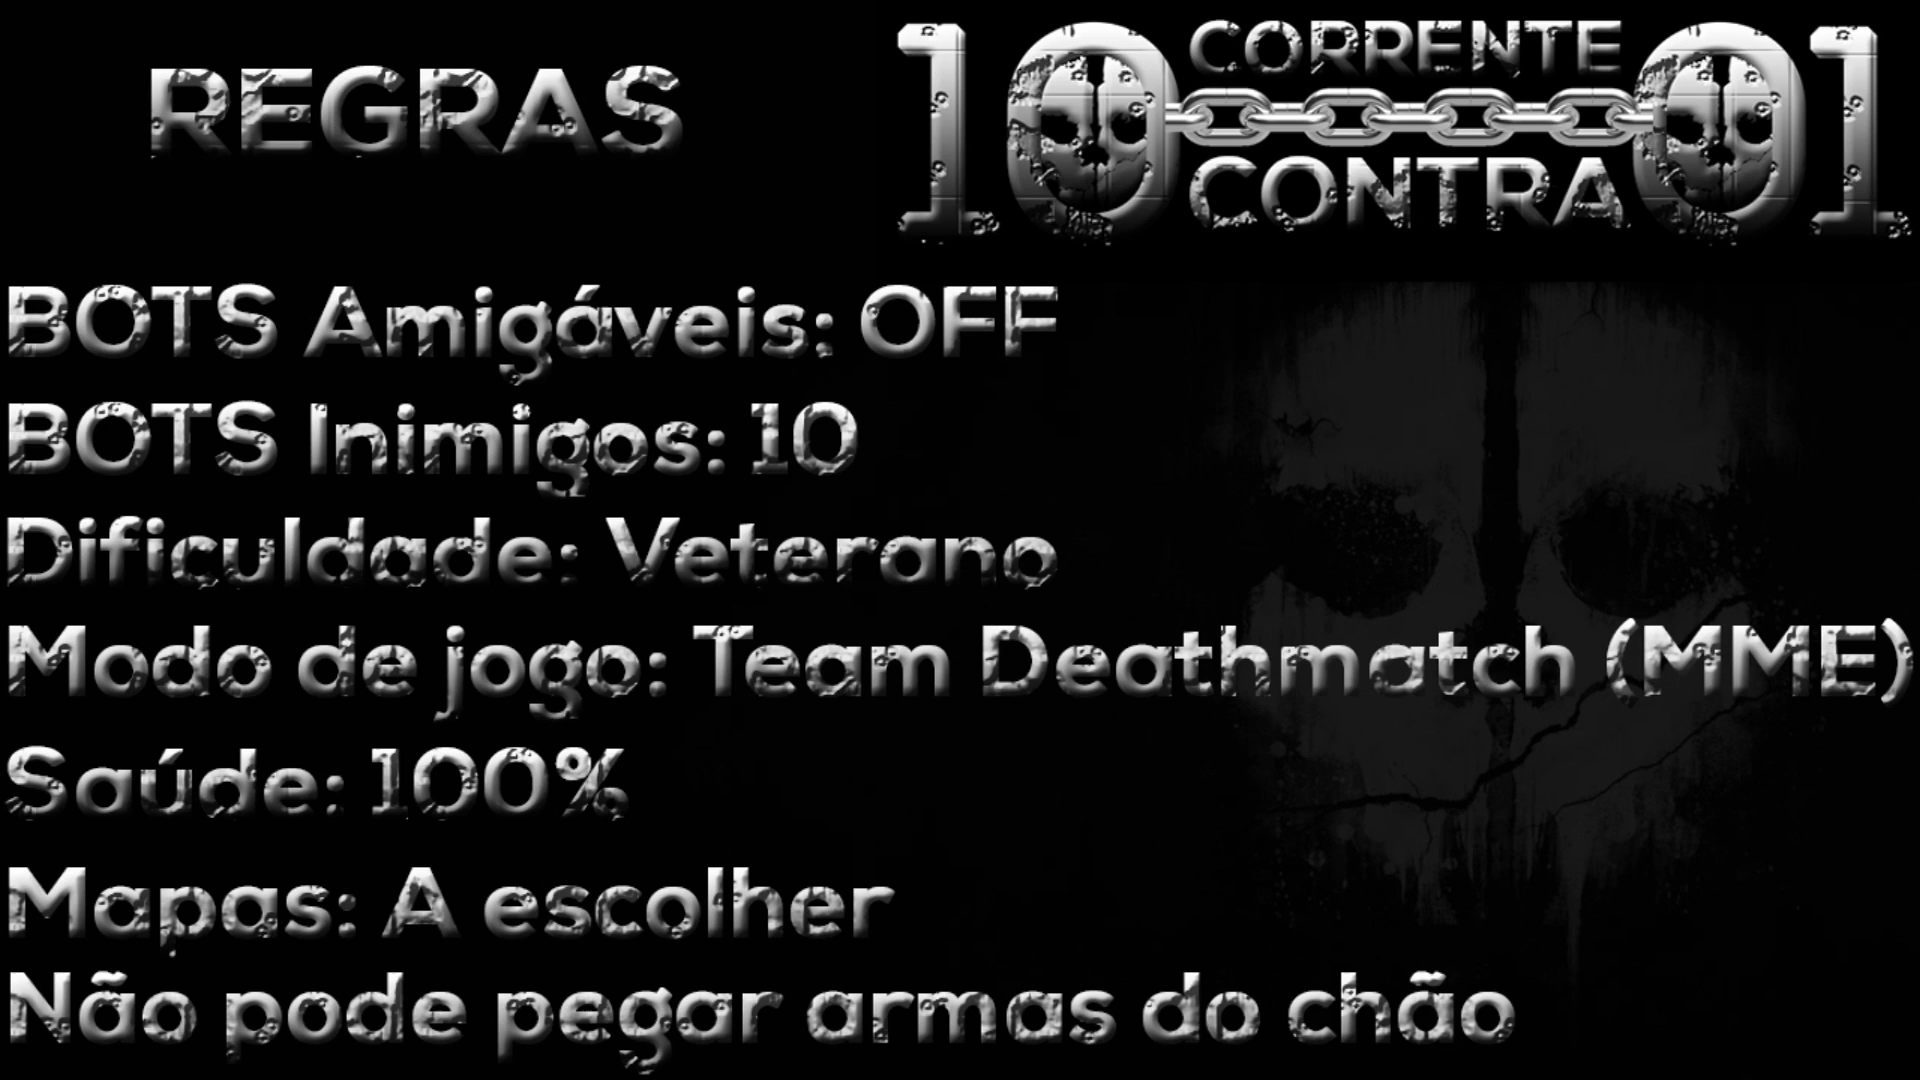 REGRAS
10 CORRENTE 01
CONTRA
BOTS Amigáveis: OFF
BOTS Inimigos: 10
Dificuldade: Veterano
Modo de jogo: Team Deathmatch (MME)
Saúde: 100%
Mapas: A escolher
Não pode pegar armas do chão